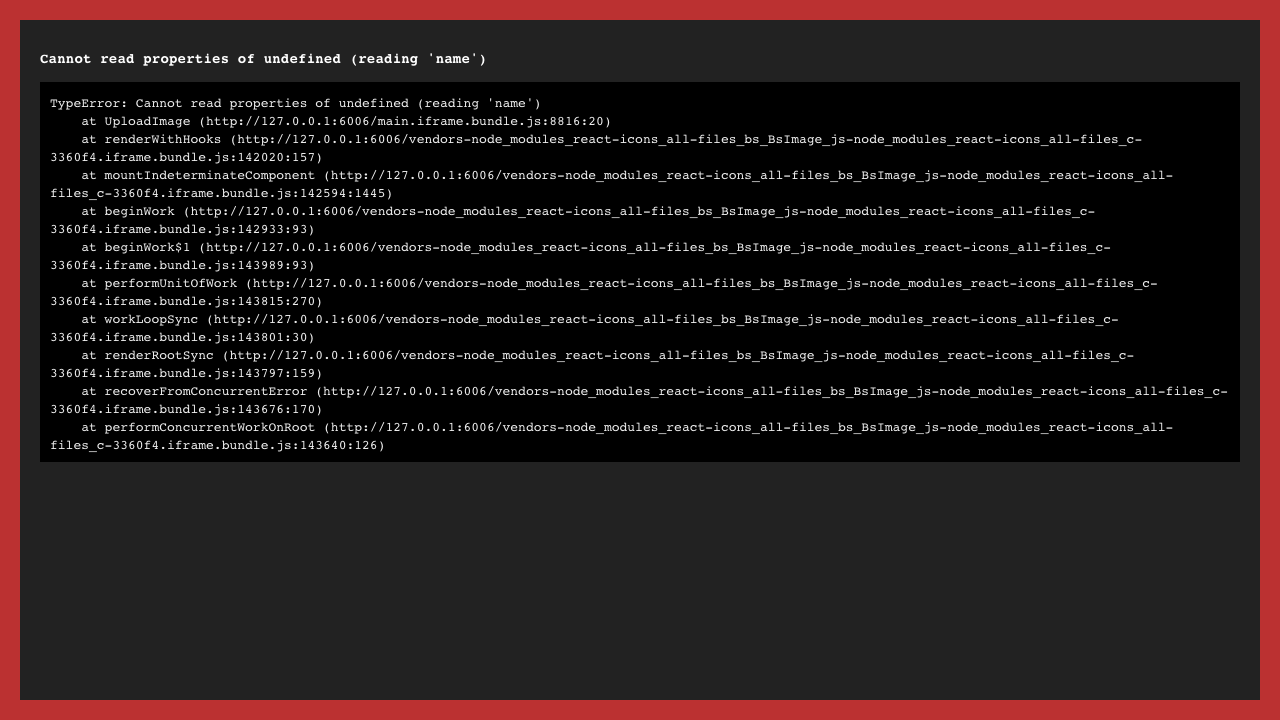 Cannot read properties of undefined (reading 'name')
TypeError: Cannot read properties of undefined (reading 'name')
at UploadImage (http://127.0.0.1:6006/main.iframe.bundle.js:8816:20)
at renderWithHooks (http://127.0.0.1:6006/vendors-node_modules_react-icons_all-files_bs_BsImage_js-node_modules_react-icons_all-files_c-
3360f4.iframe.bundle.js:142020:157)
at mountIndeterminateComponent (http://127.0.0.1:6006/vendors-node_modules_react-icons_all-files_bs_BsImage_js-node_modules_react-icons_all-
files_c-3360f4.iframe.bundle.js:142594:1445)
at beginWork (http://127.0.0.1:6006/vendors-node_modules_react-icons_all-files_bs_BsImage_js-node_modules_react-icons_all-files_c-
3360f4.iframe.bundle.js:142933:93)
at beginWork$1 (http://127.0.0.1:6006/vendors-node_modules_react-icons_all-files_bs_BsImage_js-node_modules_react-icons_all-files_c-
3360f4.iframe.bundle.js:143989:93)
at performUnitOfWork (http://127.0.0.1:6006/vendors-node_modules_react-icons_all-files_bs_BsImage_js-node_modules_react-icons_all-files_c-
3360f4.iframe.bundle.js:143815:270)
at workLoopSync (http://127.0.0.1:6006/vendors-node_modules_react-icons_all-files_bs_BsImage_js-node_modules_react-icons_all-files_c-
3360f4.iframe.bundle.js:143801:30)
at renderRootSync (http://127.0.0.1:6006/vendors-node_modules_react-icons_all-files_bs_BsImage_js-node_modules_react-icons_all-files_c-
3360f4.iframe.bundle.js:143797:159)
at recoverFromConcurrentError (http://127.0.0.1:6006/vendors-node_modules_react-icons_all-files_bs_BsImage_js-node_modules_react-icons_all-files_c-
3360f4.iframe.bundle.js:143676:170)
at performConcurrentWorkOnRoot (http://127.0.0.1:6006/vendors-node_modules_react-icons_all-files_bs_BsImage_js-node_modules_react-icons_all-
files_c-3360f4.iframe.bundle.js:143640:126)